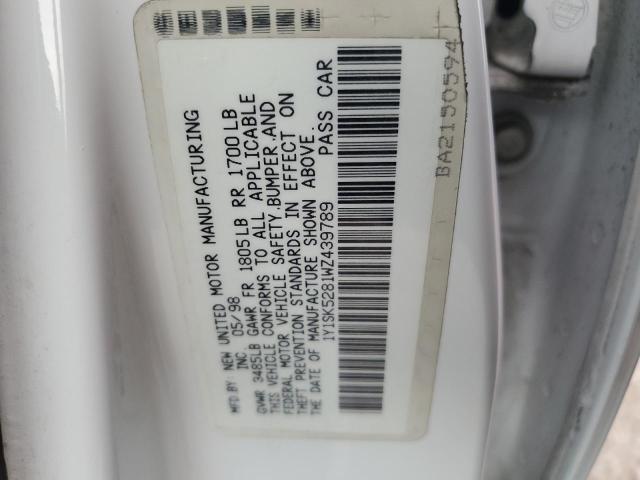 MFD BY NEW UNITED MOTOR MANUFACTURING
INC 05/98
GVWR 3485LB GAWR FR 1805LB RR 1700LB
THIS VEHICLE CONFORMS TO ALL APPLICABLE
FEDERAL MOTOR VEHICLE SAFETY,BUMPER,AND
THEFT PREVENTION STANDARDS IN EFFECT ON
THE DATE OF MANUFACTURE SHOWN ABOVE.
1Y1SK5281WZ439789 PASS CAR
BA2150594